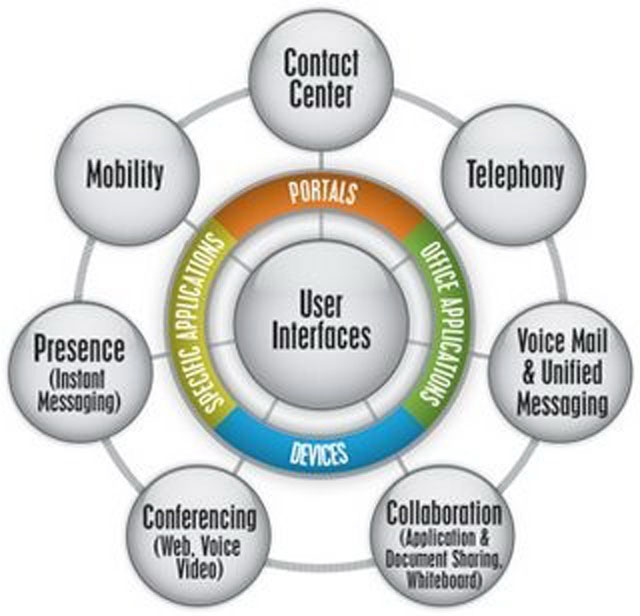 Contact
Center
Mobility
Telephony
PORTALS
SPECIFIC APPLICATIONS
OFFICE APPLICATIONS
User
Interfaces
Presence
(Instant
Messaging)
Voice Mail
& Unified
Messaging
DEVICES
Conferencing
(Web, Voice
Video)
Collaboration
(Application &
Document Sharing,
Whiteboard)